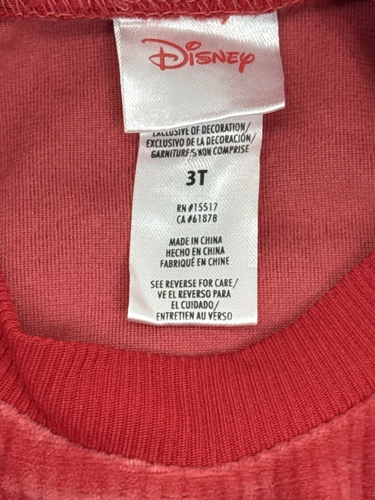 Disney
EXCLUSIVE OF DECORATION/
EXCLUSIVO DE LA DECORACIÓN/
GARNITURES NON COMPRISE
3T
RN #15517
CA #61878
MADE IN CHINA
HECHO EN CHINA
FABRIQUÉ EN CHINE
SEE REVERSE FOR CARE/
VE EL REVERSO PARA
EL CUIDADO/
ENTRETIEN AU VERSO